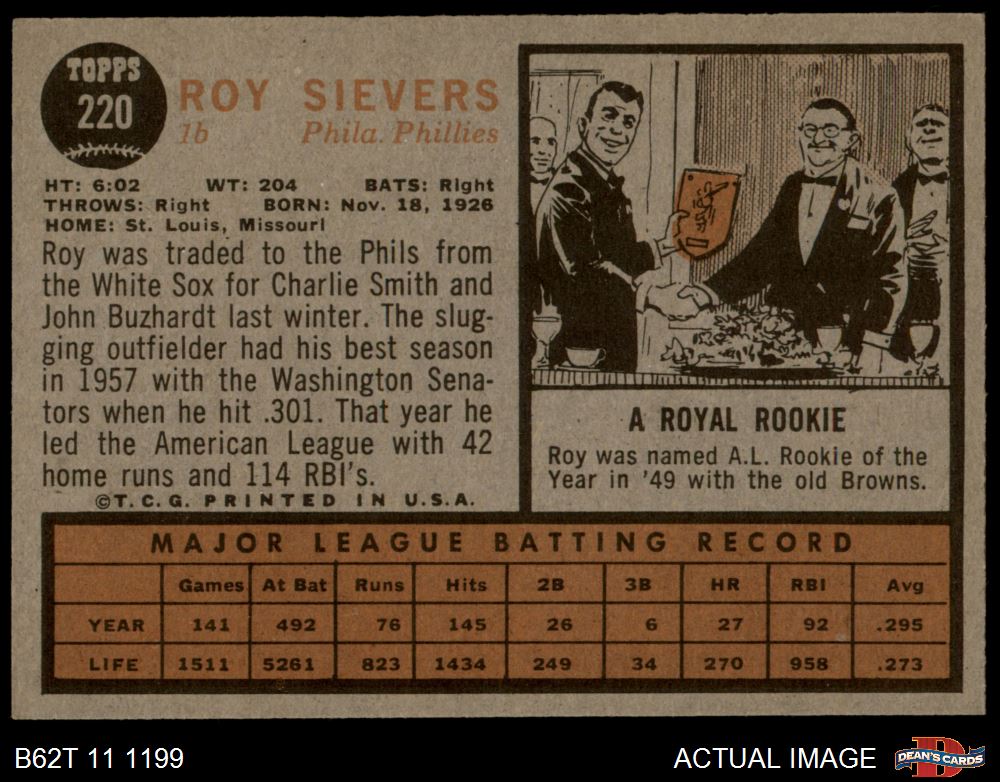 TOPPS
220
ROY SIEVERS
1b Phila. Phillies
HT: 6:02 WT: 204 BATS: Right
THROWS: Right BORN: Nov. 18, 1926
HOME: St. Louis, Missouri
Roy was traded to the Phils from
the White Sox for Charlie Smith and
John Buzhardt last winter. The slug-
ging outfielder had his best season
in 1957 with the Washington Sena-
tors when he hit .301. That year he
led the American League with 42
home runs and 114 RBI's.
©T.C.G. PRINTED IN U.S.A.
A ROYAL ROOKIE
Roy was named A.L. Rookie of the
Year in '49 with the old Browns.
MAJOR LEAGUE BATTING RECORD
Games At Bat Runs Hits 2B 3B HR RBI Avg
YEAR 141 492 76 145 26 6 27 92 .295
LIFE 1511 5261 823 1434 249 34 270 958 .273
B62T 11 1199 ACTUAL IMAGE
D
DEAN'S CARDS